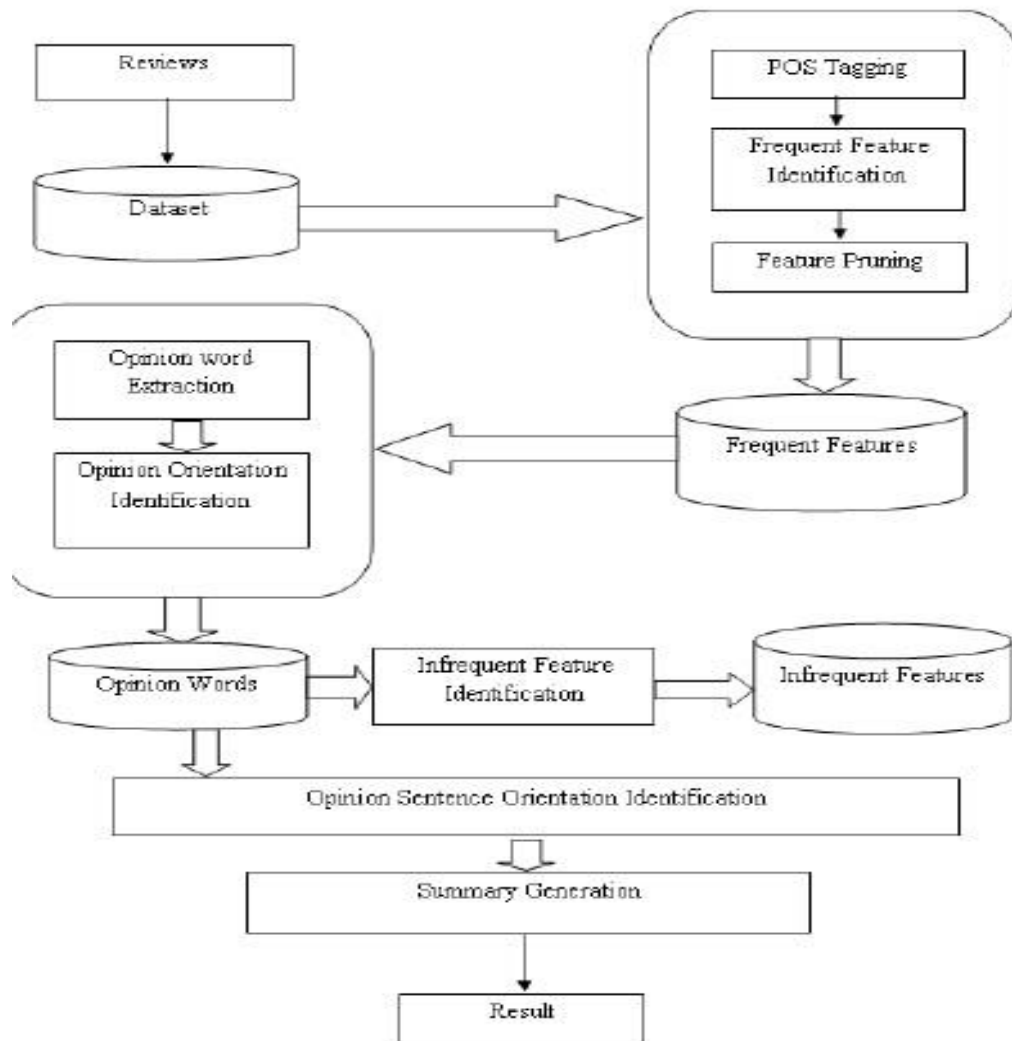 Reviews
POS Tagging
Frequent Feature
Identification
Dataset
Feature Pruning
Opinion word
Extraction
Frequent Features
Opinion Orientation
Identification
Opinion Words
Infrequent Feature
Identification
Infrequent Features
Opinion Sentence Orientation Identification
Summary Generation
Result